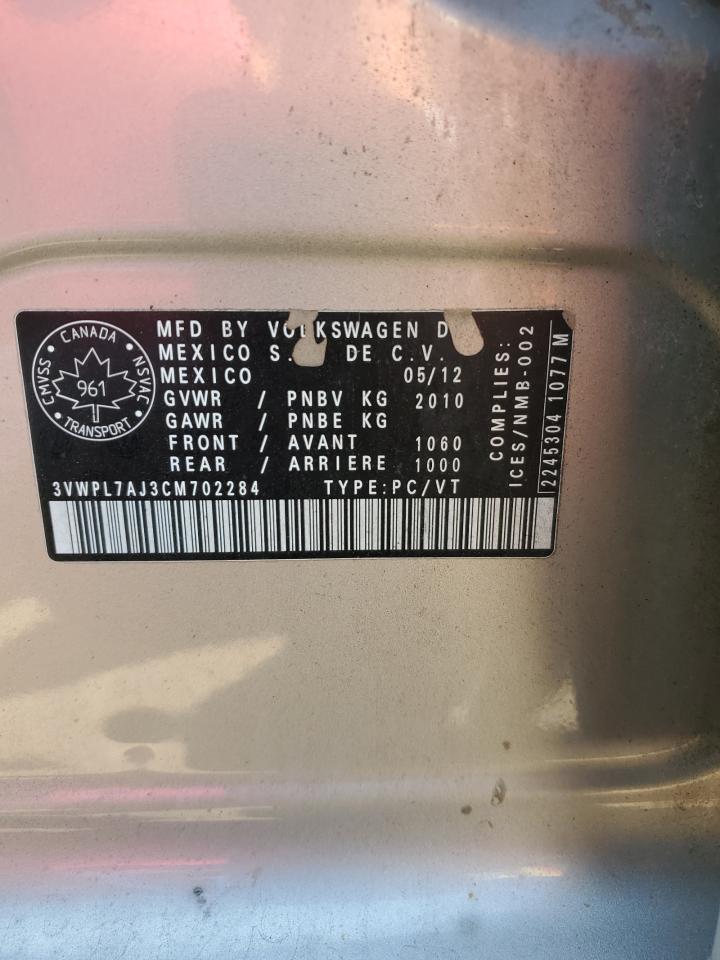 CANADA
CMVSS
NSVAC
961
TRANSPORT
MFD BY VOLKSWAGEN D
MEXICO S. DE C.V.
MEXICO 05/12
GVWR / PNBV KG 2010
GAWR / PNBE KG
FRONT / AVANT 1060
REAR / ARRIERE 1000
3VWPL7AJ3CM702284 TYPE:PC/VT
COMPLIES:
ICES/NMB-002
2245304 1077 M